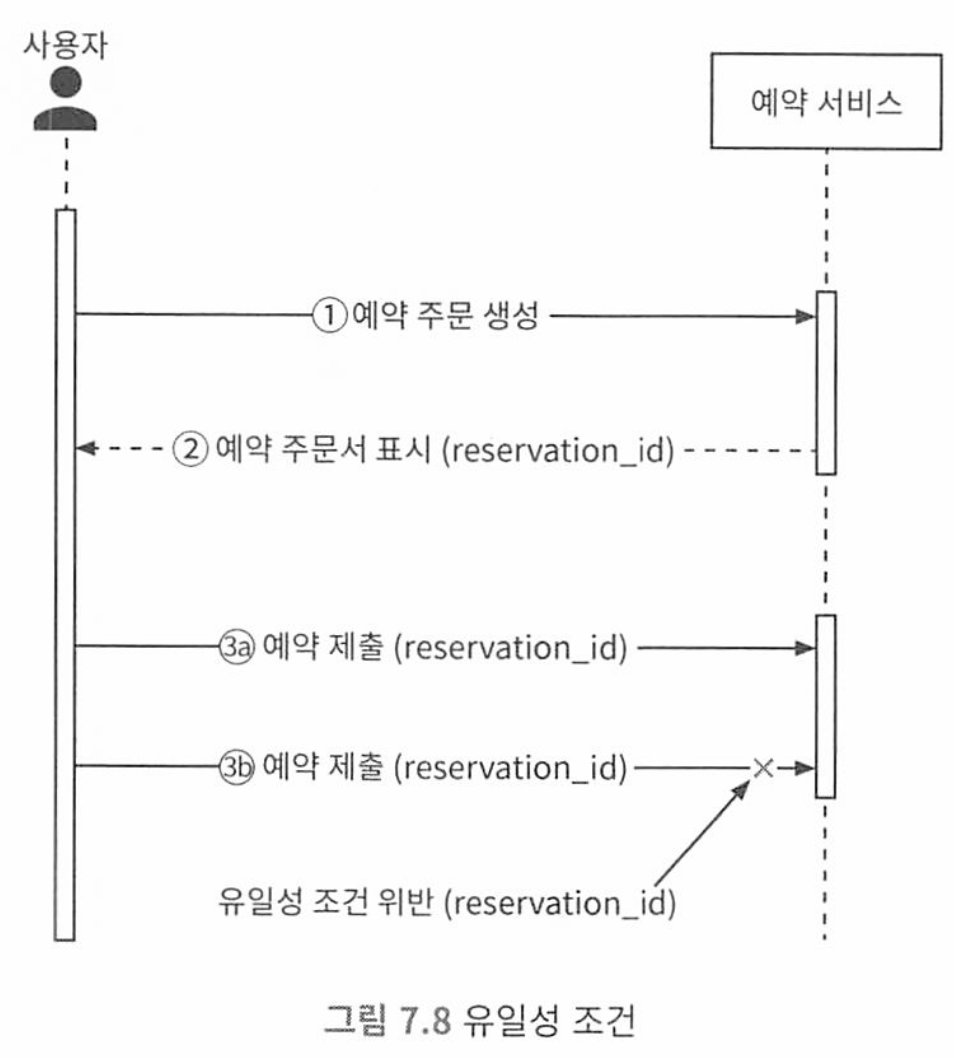 사용자
예약 서비스
①예약 주문 생성
② 예약 주문서 표시 (reservation_id)
3a 예약 제출 (reservation_id)
3b 예약 제출 (reservation_id)
유일성 조건 위반 (reservation_id)
그림 7.8 유일성 조건